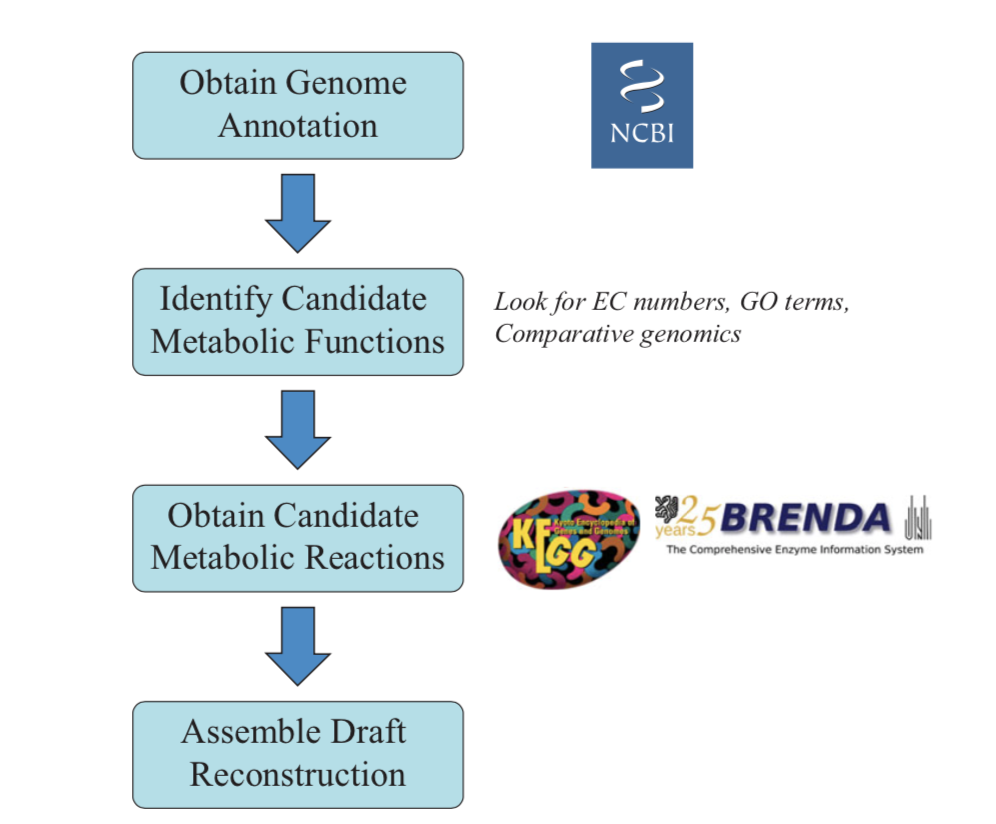 Obtain Genome
Annotation
NCBI
Identify Candidate
Metabolic Functions
Look for EC numbers, GO terms,
Comparative genomics
Obtain Candidate
Metabolic Reactions
KEGG
Kyoto Encyclopedia of
Genes and Genomes
25
years
BRENDA
The Comprehensive Enzyme Information System
Assemble Draft
Reconstruction